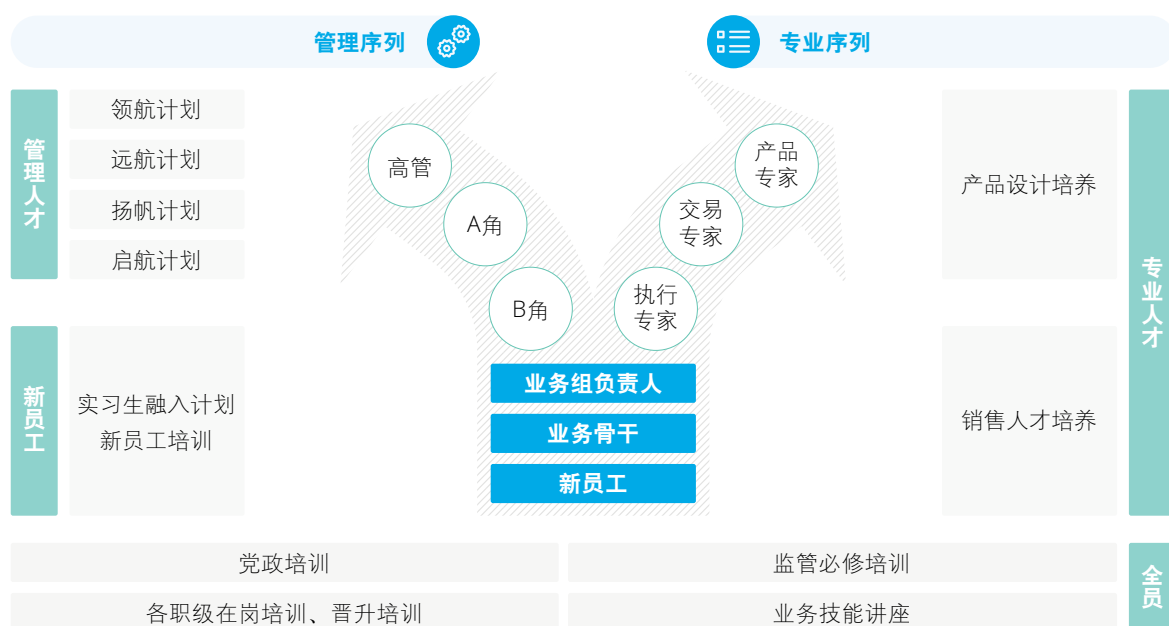 管理序列
专业序列
管理人才
领航计划
远航计划
扬帆计划
启航计划
高管
A角
B角
产品
专家
交易
专家
执行
专家
产品设计培养
专业人才
新员工
实习生融入计划
新员工培训
业务组负责人
业务骨干
新员工
销售人才培养
党政培训
监管必修培训
各职级在岗培训、晋升培训
业务技能讲座
全员